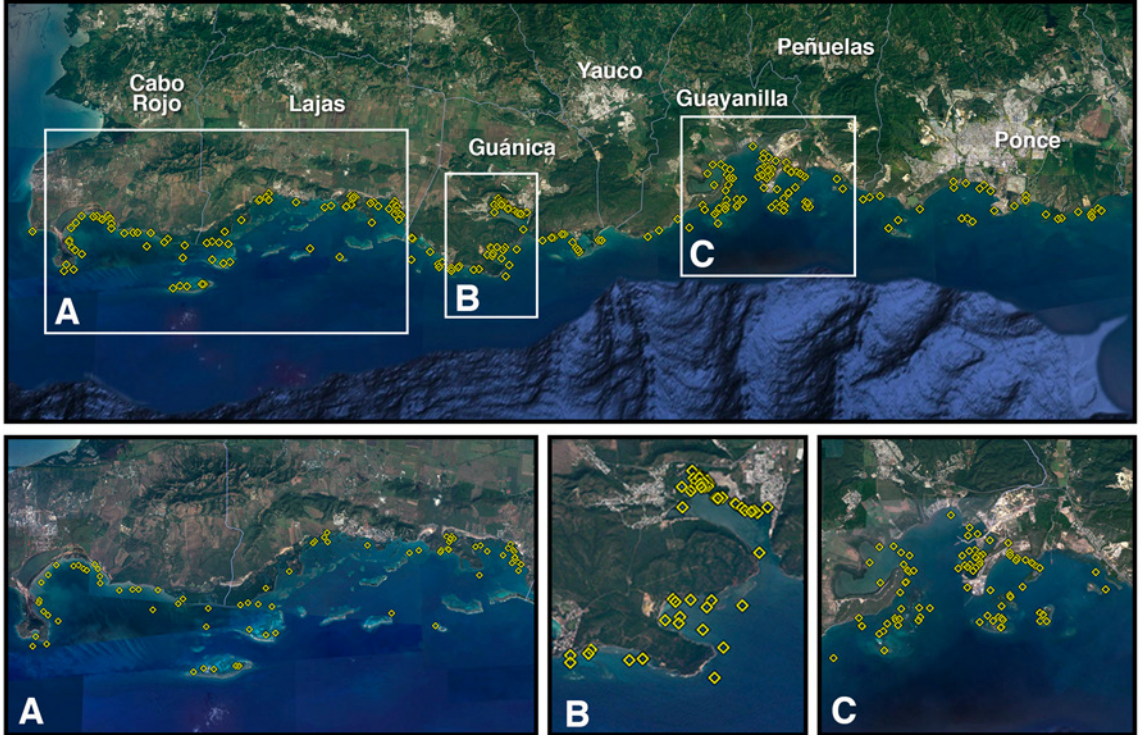 Peñuelas
Yauco
Cabo
Rojo
Lajas
Guayanilla
Guánica
Ponce
A
B
C
A
B
C